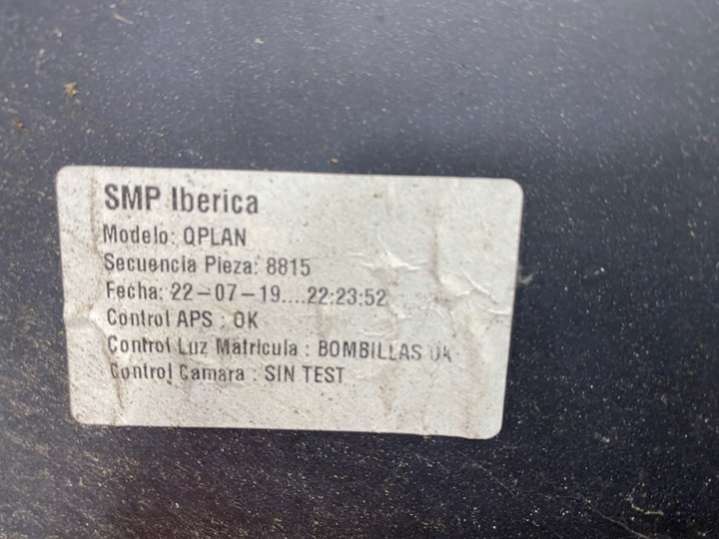 SMP Iberica
Modelo: QPLAN
Secuencia Pieza: 8815
Fecha: 22-07-19....22:23:52
Control APS : OK
Control Luz Matricula : BOMBILLAS OK
Control Camara : SIN TEST